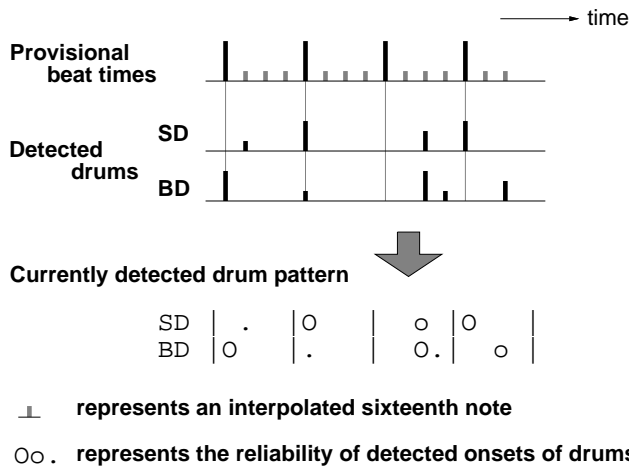 time
Provisional
beat times
SD
Detected
drums
BD
Currently detected drum pattern
SD | . |O | o|O |
BD |O |. | O.| o |
represents an interpolated sixteenth note
Oo. represents the reliability of detected onsets of drums